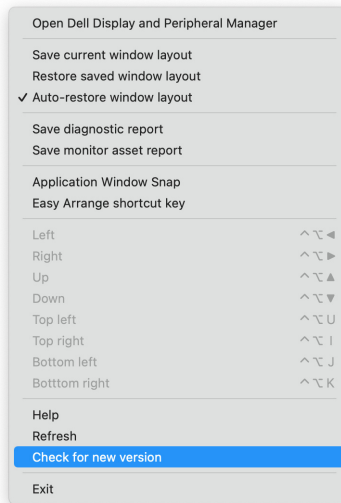 Open Dell Display and Peripheral Manager
Save current window layout
Restore saved window layout
✓ Auto-restore window layout
Save diagnostic report
Save monitor asset report
Application Window Snap
Easy Arrange shortcut key
Left ⌃⌥◀
Right ⌃⌥▶
Up ⌃⌥▲
Down ⌃⌥▼
Top left ⌃⌥U
Top right ⌃⌥I
Bottom left ⌃⌥J
Botttom right ⌃⌥K
Help
Refresh
Check for new version
Exit